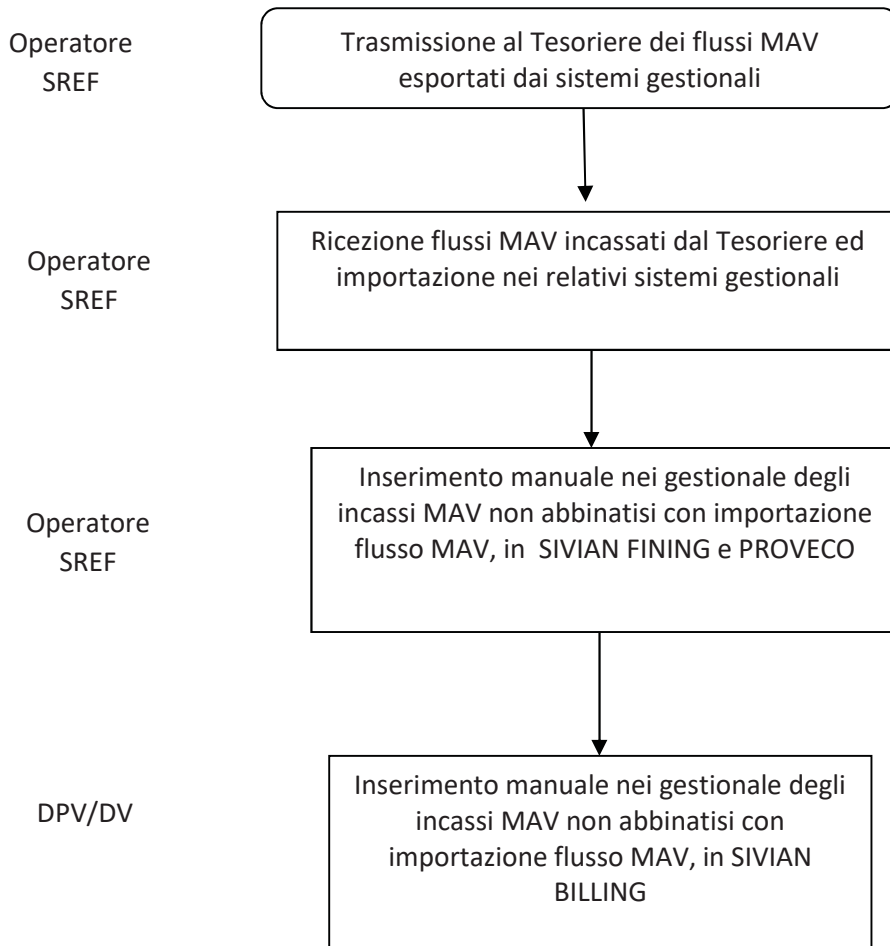 Operatore
SREF
Trasmissione al Tesoriere dei flussi MAV
esportati dai sistemi gestionali
Operatore
SREF
Ricezione flussi MAV incassati dal Tesoriere ed
importazione nei relativi sistemi gestionali
Operatore
SREF
Inserimento manuale nei gestionale degli
incassi MAV non abbinatisi con importazione
flusso MAV, in SIVIAN FINING e PROVECO
DPV/DV
Inserimento manuale nei gestionale degli
incassi MAV non abbinatisi con
importazione flusso MAV, in SIVIAN
BILLING